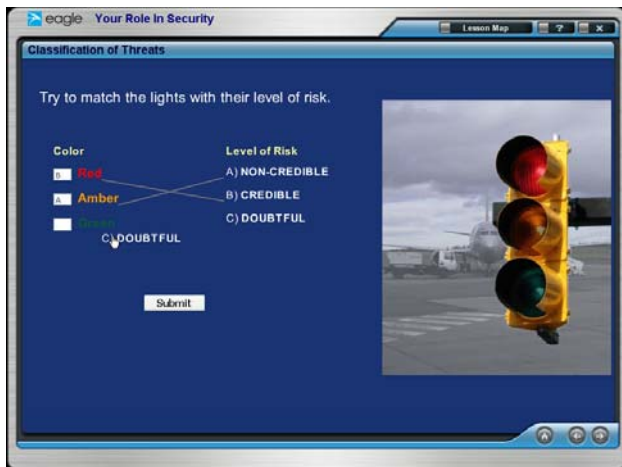 eagle Your Role In Security
Lesson Map ? X
Classification of Threats
Try to match the lights with their level of risk.
Color Level of Risk
B Red A) NON-CREDIBLE
A Amber B) CREDIBLE
Green C) DOUBTFUL
C) DOUBTFUL
Submit